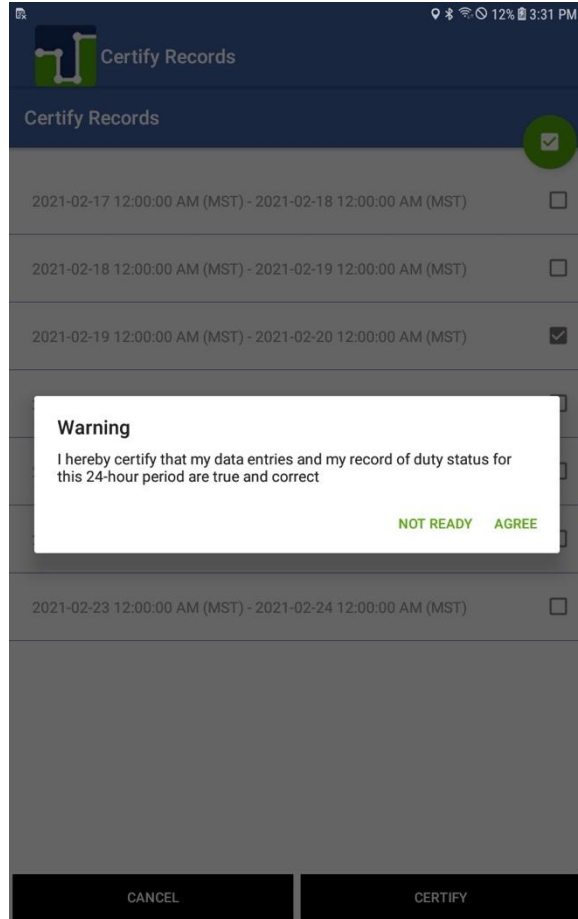 12% 3:31 PM
Certify Records
Certify Records
2021-02-17 12:00:00 AM (MST) - 2021-02-18 12:00:00 AM (MST)
2021-02-18 12:00:00 AM (MST) - 2021-02-19 12:00:00 AM (MST)
2021-02-19 12:00:00 AM (MST) - 2021-02-20 12:00:00 AM (MST)
Warning
I hereby certify that my data entries and my record of duty status for
this 24-hour period are true and correct
NOT READY AGREE
2021-02-23 12:00:00 AM (MST) - 2021-02-24 12:00:00 AM (MST)
CANCEL CERTIFY